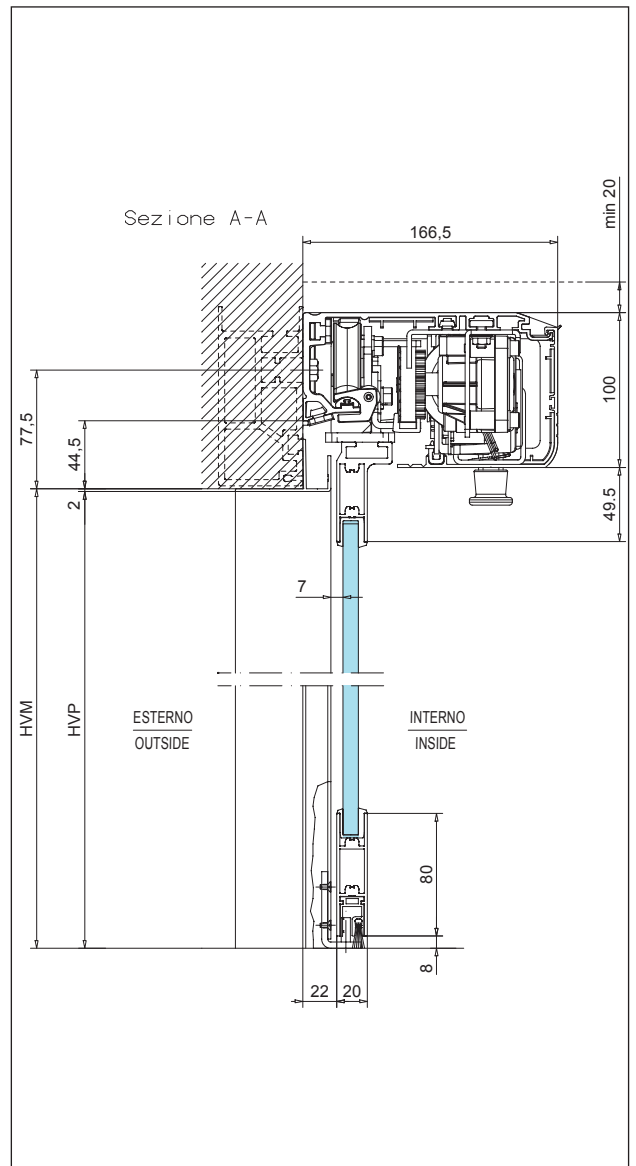 Sezione A-A
166,5
min 20
100
77,5
44,5
2
49.5
7
HVM
HVP
ESTERNO
OUTSIDE
INTERNO
INSIDE
80
8
22
20